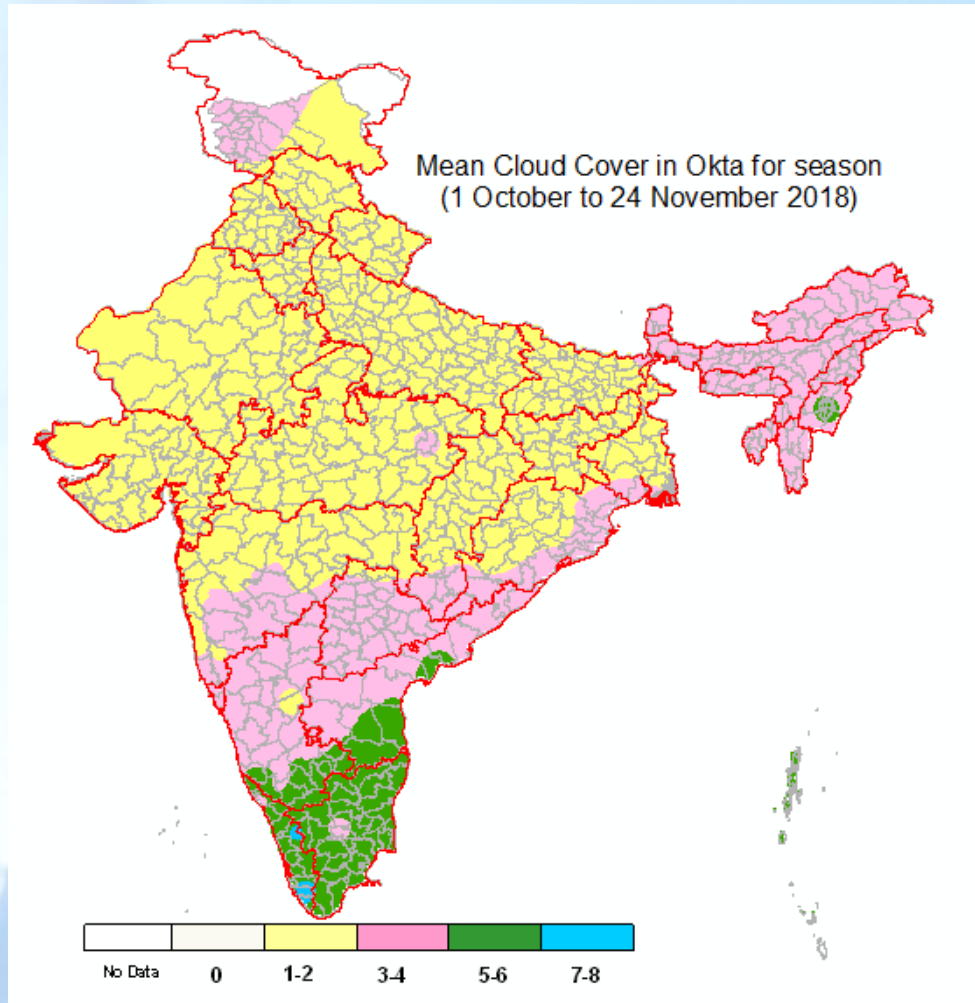 Mean Cloud Cover in Okta for season
(1 October to 24 November 2018)
No Data 0 1-2 3-4 5-6 7-8